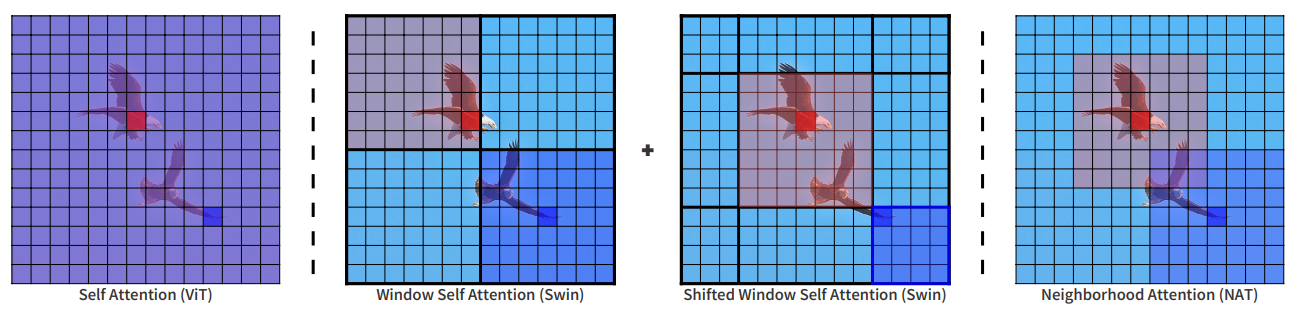 Self Attention (ViT)
Window Self Attention (Swin)
+
Shifted Window Self Attention (Swin)
Neighborhood Attention (NAT)